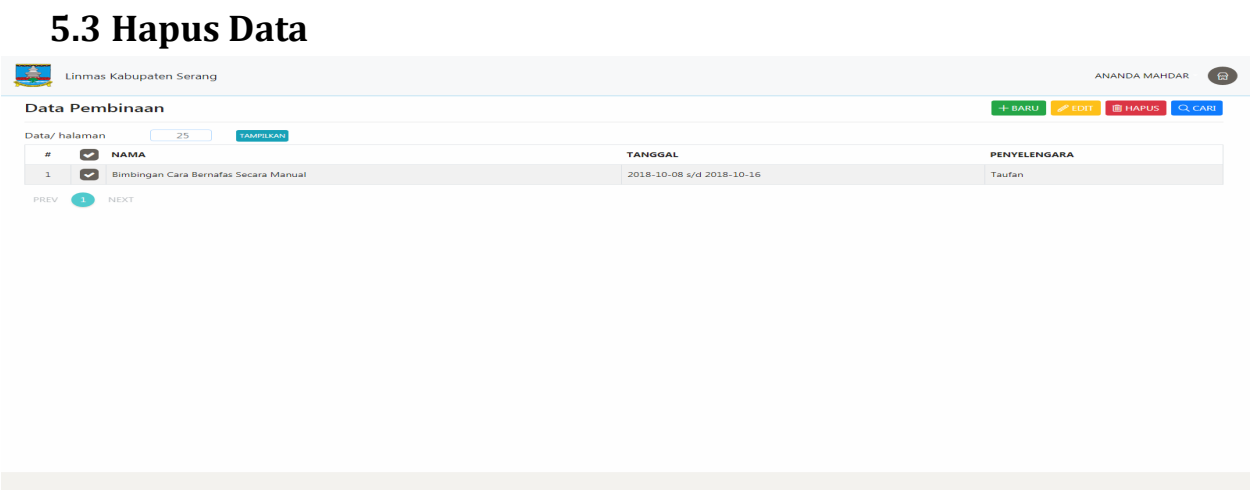 5.3 Hapus Data
Linmas Kabupaten Serang ANANDA MAHDAR
Data Pembinaan + BARU EDIT HAPUS CARI
Data/ halaman 25 TAMPILKAN
# NAMA TANGGAL PENYELENGARA
1 Bimbingan Cara Bernafas Secara Manual 2018-10-08 s/d 2018-10-16 Taufan
PREV 1 NEXT